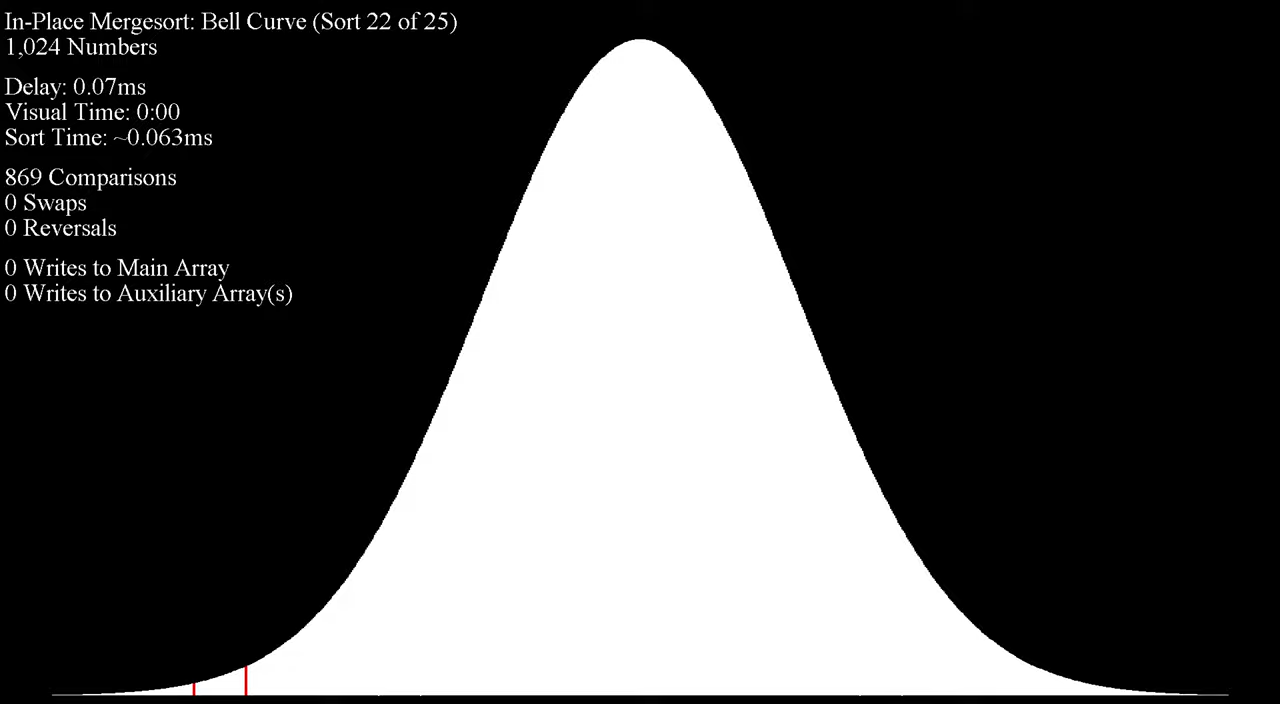 In-Place Mergesort: Bell Curve (Sort 22 of 25)
1,024 Numbers
Delay: 0.07ms
Visual Time: 0:00
Sort Time: ~0.063ms
869 Comparisons
0 Swaps
0 Reversals
0 Writes to Main Array
0 Writes to Auxiliary Array(s)